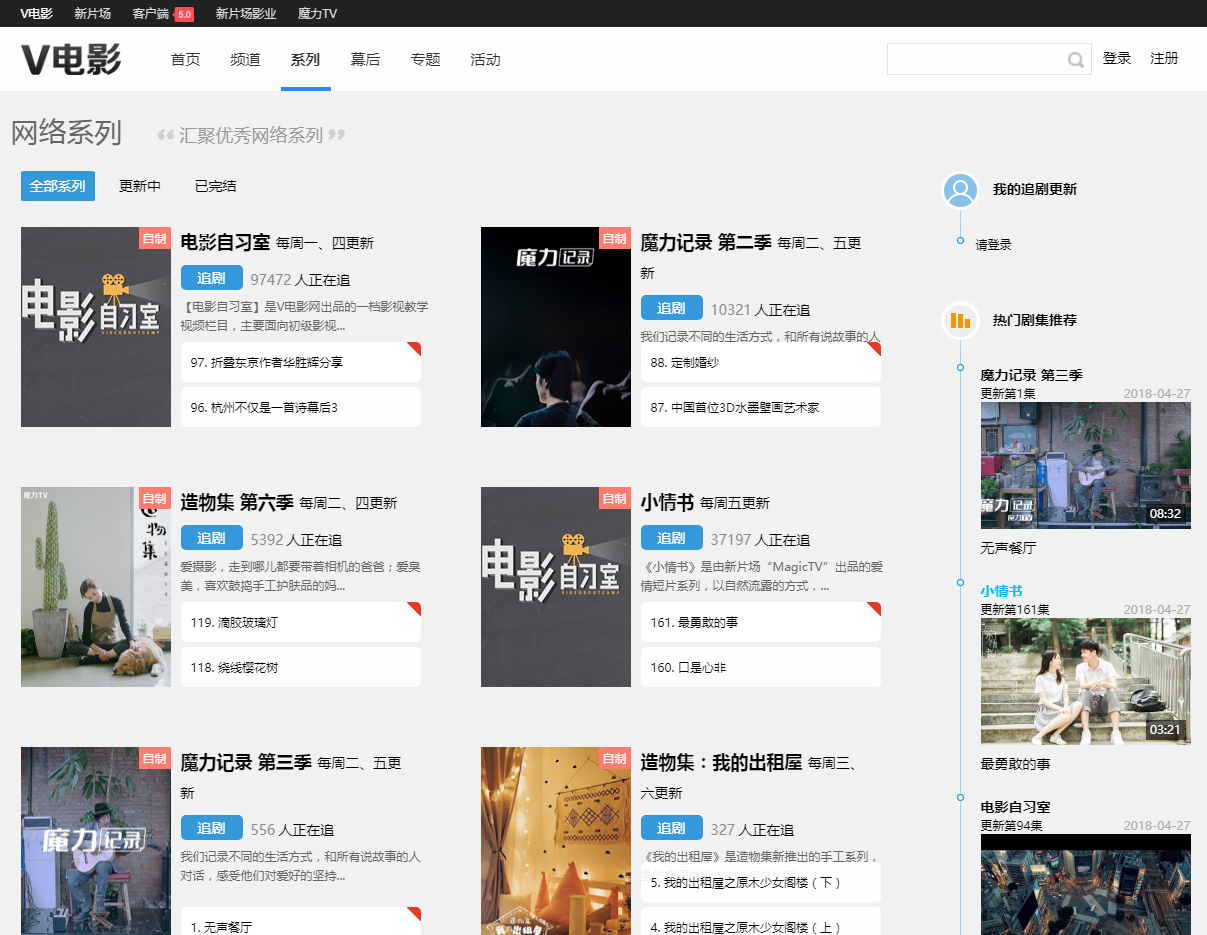 V电影 新片场 客户端 5.0 新片场影业 魔力TV
V电影 首页 频道 系列 幕后 专题 活动 登录 注册
网络系列 “ 汇聚优秀网络系列 ”
全部系列 更新中 已完结
自制
电影自习室
VIDEOBOOTCAMP
电影自习室 每周一、四更新
追剧 97472 人正在追
【电影自习室】是V电影网出品的一档影视教学
视频栏目，主要面向初级影视...
97. 折叠东京作者华胜辉分享
96. 杭州不仅是一首诗幕后3
自制
魔力记录
魔力记录 第二季 每周二、五更
新
追剧 10321 人正在追
我们记录不同的生活方式，和所有说故事的人
88. 定制婚纱
87. 中国首位3D水墨壁画艺术家
魔力TV
自制
物
集
造物集 第六季 每周二、四更新
追剧 5392 人正在追
爱摄影，走到哪儿都要带着相机的爸爸；爱臭
美，喜欢鼓捣手工护肤品的妈...
119. 滴胶玻璃灯
118. 绕线樱花树
自制
电影自习室
VIDEOBOOTCAMP
小情书 每周五更新
追剧 37197 人正在追
《小情书》是由新片场“MagicTV”出品的爱
情短片系列，以自然流露的方式，...
161. 最勇敢的事
160. 口是心非
自制
魔力记录
魔力记录 第三季 每周二、五更
新
追剧 556 人正在追
我们记录不同的生活方式，和所有说故事的人
对话，感受他们对爱好的坚持...
1. 无声餐厅
自制
我的出租屋
造物集：我的出租屋 每周三、
六更新
追剧 327 人正在追
《我的出租屋》是造物集新推出的手工系列，
5. 我的出租屋之原木少女阁楼（下）
4. 我的出租屋之原木少女阁楼（上）
我的追剧更新
请登录
热门剧集推荐
魔力记录 第三季
更新第1集 2018-04-27
魔力记录
魔力TV
08:32
无声餐厅
小情书
更新第161集 2018-04-27
03:21
最勇敢的事
电影自习室
更新第94集 2018-04-27